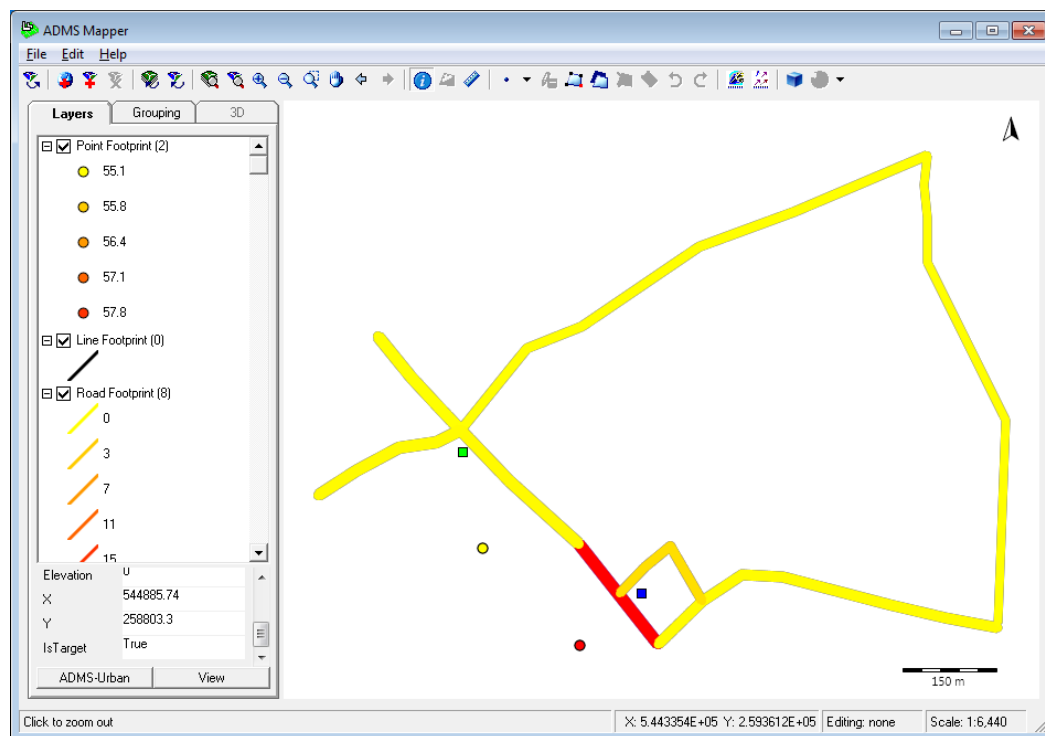 ADMS Mapper
File Edit Help
Layers Grouping 3D
Point Footprint (2)
55.1
55.8
56.4
57.1
57.8
Line Footprint (0)
Road Footprint (8)
0
3
7
11
15
Elevation 0
X 544885.74
Y 258803.3
IsTarget True
ADMS-Urban View
150 m
Click to zoom out X: 5.443354E+05 Y: 2.593612E+05 Editing: none Scale: 1:6,440